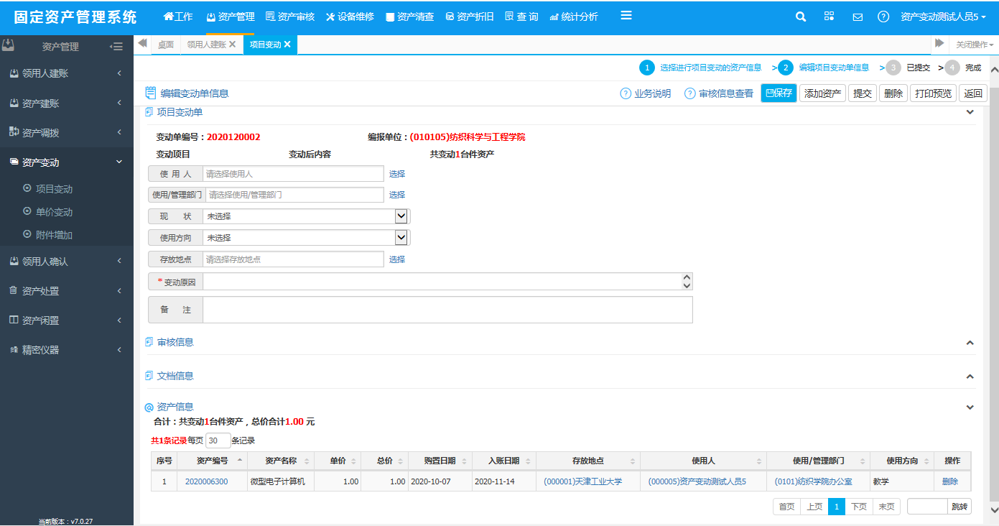 固定资产管理系统 工作 资产管理 资产审核 设备维修 资产清查 资产折旧 查 询 统计分析 资产变动测试人员5
资产管理 桌面 领用人建账 项目变动 关闭操作
1 选择进行项目变动的资产信息 > 2 编辑项目变动单信息 > 3 已提交 > 4 完成
编辑变动单信息 业务说明 审核信息查看 保存 添加资产 提交 删除 打印预览 返回
领用人建账
资产建账
资产调拨
资产变动
项目变动
单价变动
附件增加
领用人确认
资产处置
资产闲置
精密仪器
当前版本：v7.0.27
项目变动单
变动单编号：2020120002 编报单位：(010105)纺织科学与工程学院
变动项目 变动后内容 共变动1台件资产
使 用 人 请选择使用人 选择
使用/管理部门 请选择使用/管理部门 选择
现 状 未选择
使用方向 未选择
存放地点 请选择存放地点 选择
* 变动原因
备 注
审核信息
文档信息
资产信息
合计：共变动1台件资产，总价合计1.00 元
共1条记录每页 30 条记录
序号 资产编号 资产名称 单价 总价 购置日期 入账日期 存放地点 使用人 使用/管理部门 使用方向 操作
1 2020006300 微型电子计算机 1.00 1.00 2020-10-07 2020-11-14 (000001)天津工业大学 (000005)资产变动测试人员5 (0101)纺织学院办公室 教学 删除
首页 上页 1 下页 末页 跳转